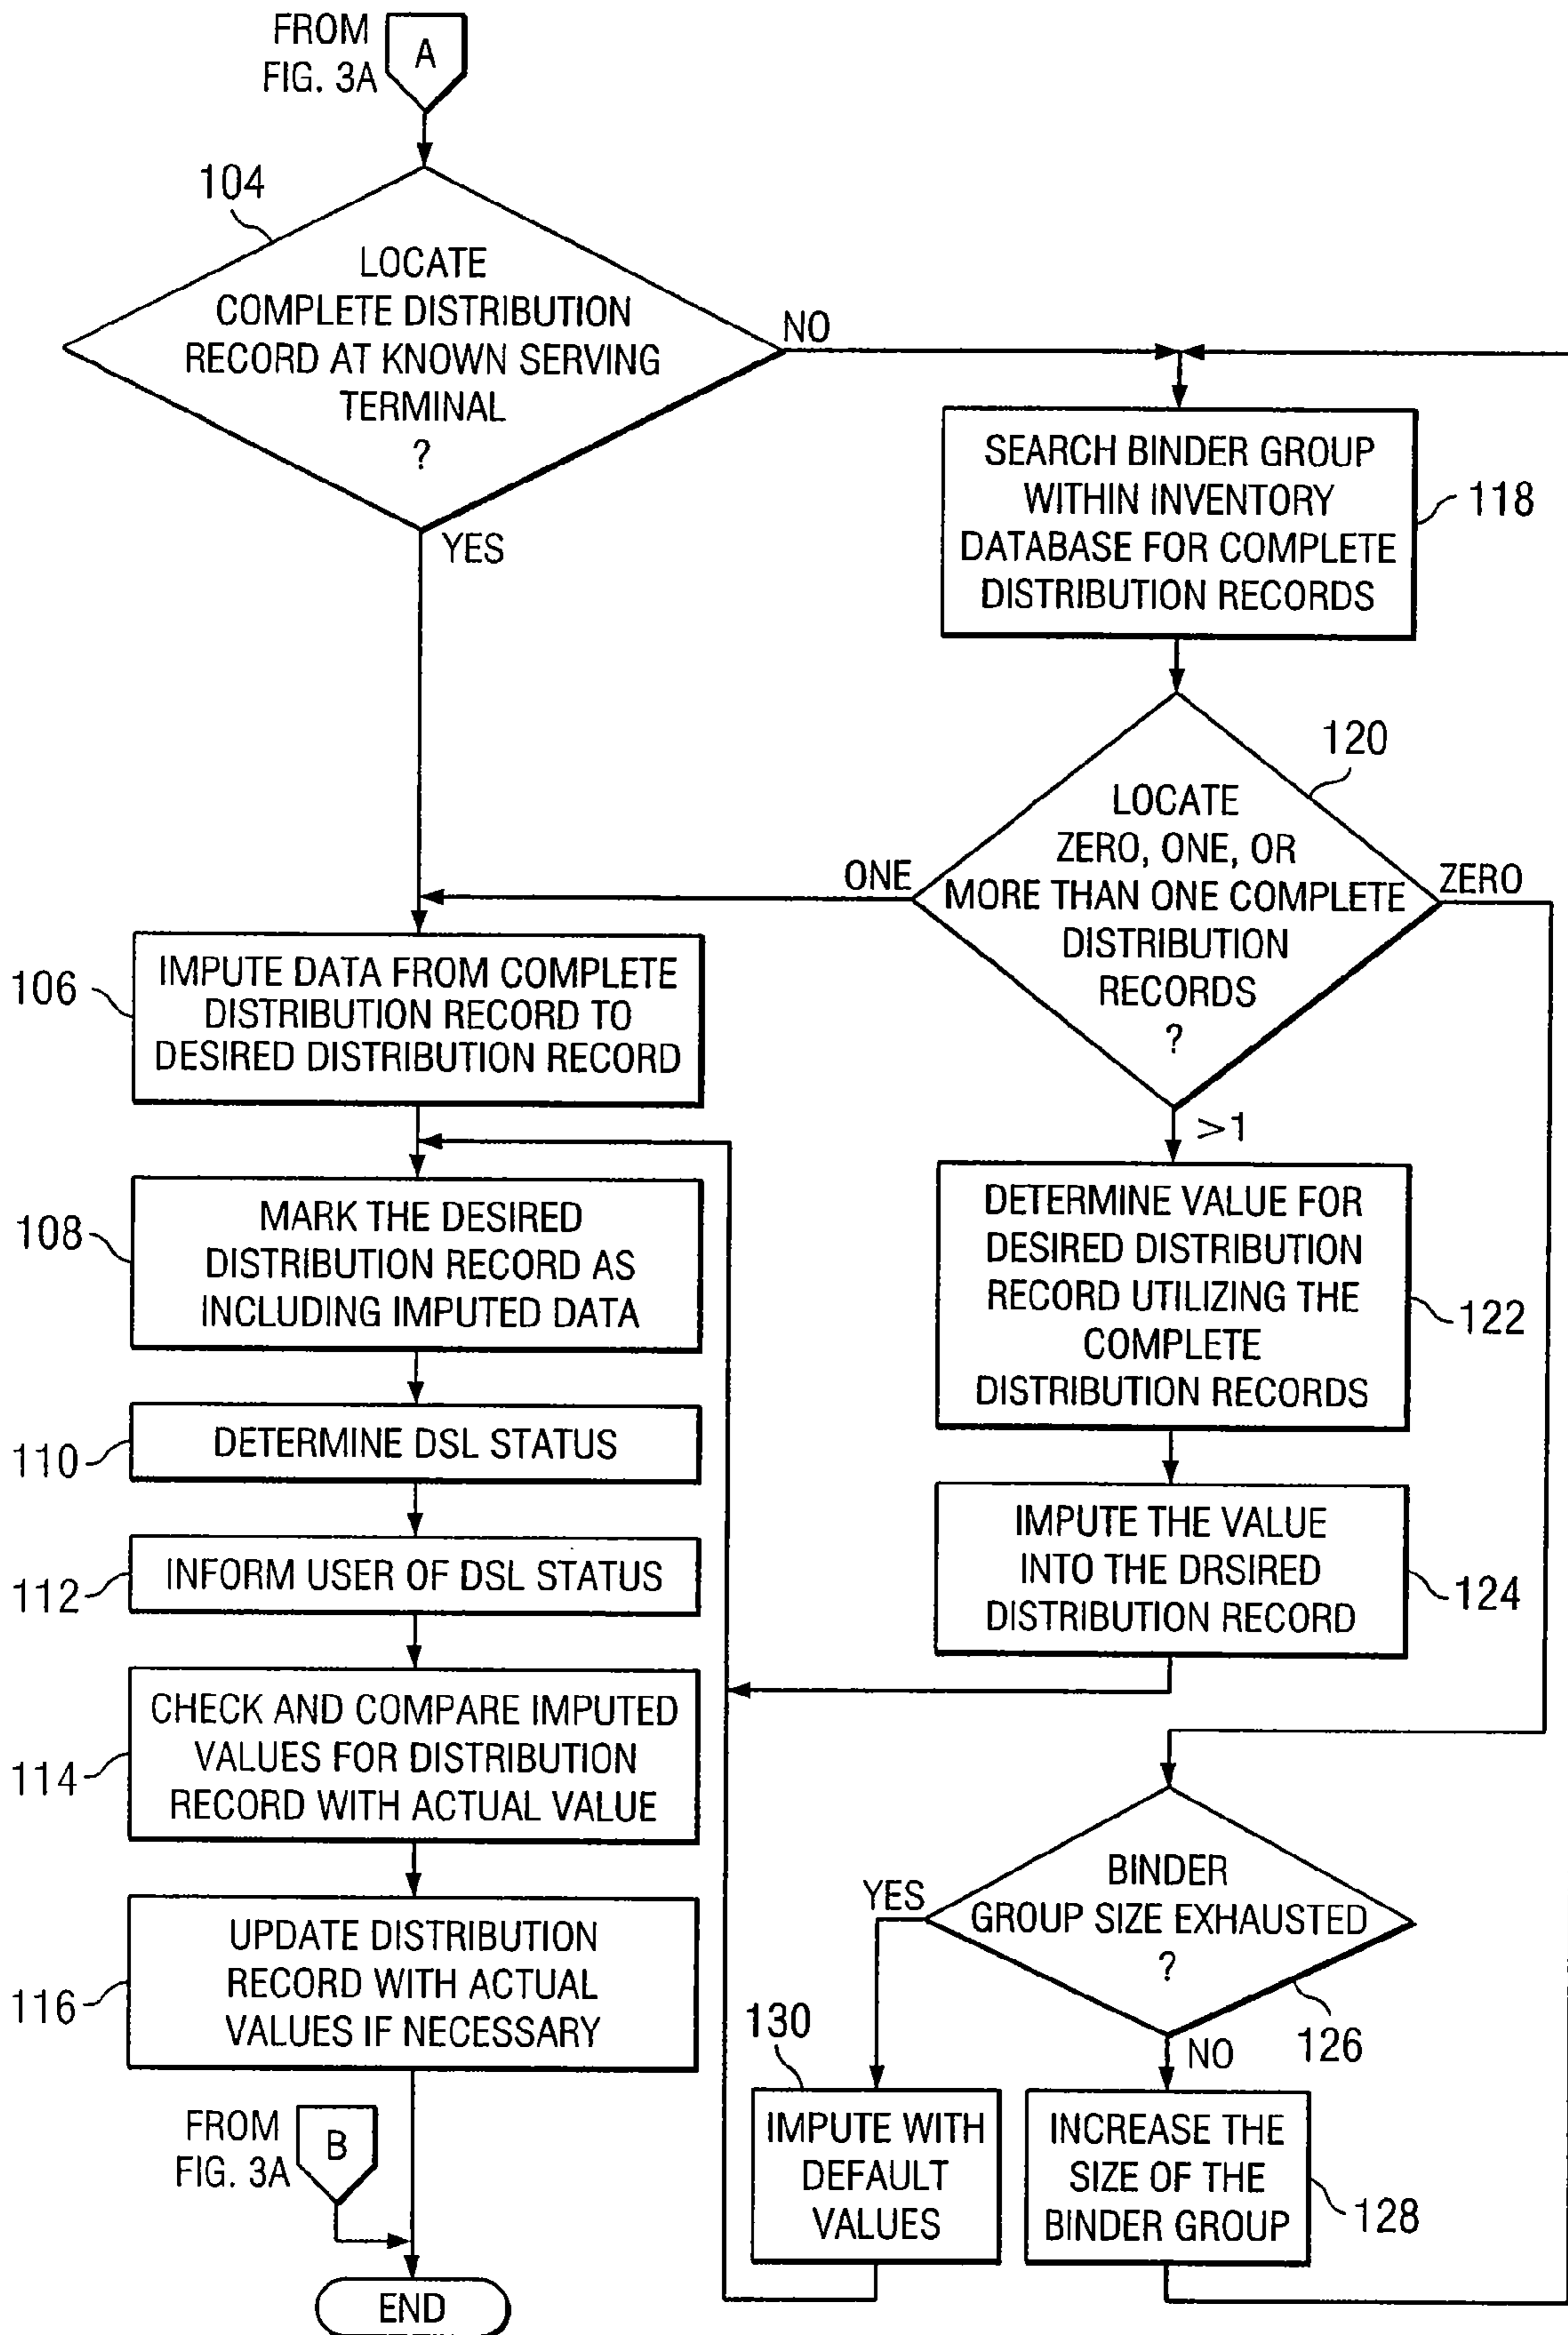 FROM
FIG. 3A
A
104
LOCATE
COMPLETE DISTRIBUTION
RECORD AT KNOWN SERVING
TERMINAL
?
NO
YES
SEARCH BINDER GROUP
WITHIN INVENTORY
DATABASE FOR COMPLETE
DISTRIBUTION RECORDS
118
120
LOCATE
ZERO, ONE, OR
MORE THAN ONE COMPLETE
DISTRIBUTION
RECORDS
?
ONE
ZERO
>1
106
IMPUTE DATA FROM COMPLETE
DISTRIBUTION RECORD TO
DESIRED DISTRIBUTION RECORD
108
MARK THE DESIRED
DISTRIBUTION RECORD AS
INCLUDING IMPUTED DATA
110
DETERMINE DSL STATUS
112
INFORM USER OF DSL STATUS
114
CHECK AND COMPARE IMPUTED
VALUES FOR DISTRIBUTION
RECORD WITH ACTUAL VALUE
116
UPDATE DISTRIBUTION
RECORD WITH ACTUAL
VALUES IF NECESSARY
DETERMINE VALUE FOR
DESIRED DISTRIBUTION
RECORD UTILIZING THE
COMPLETE
DISTRIBUTION RECORDS
122
IMPUTE THE VALUE
INTO THE DRSIRED
DISTRIBUTION RECORD
124
BINDER
GROUP SIZE EXHAUSTED
?
YES
126
NO
130
IMPUTE WITH
DEFAULT
VALUES
INCREASE THE
SIZE OF THE
BINDER GROUP
128
FROM
FIG. 3A
B
END